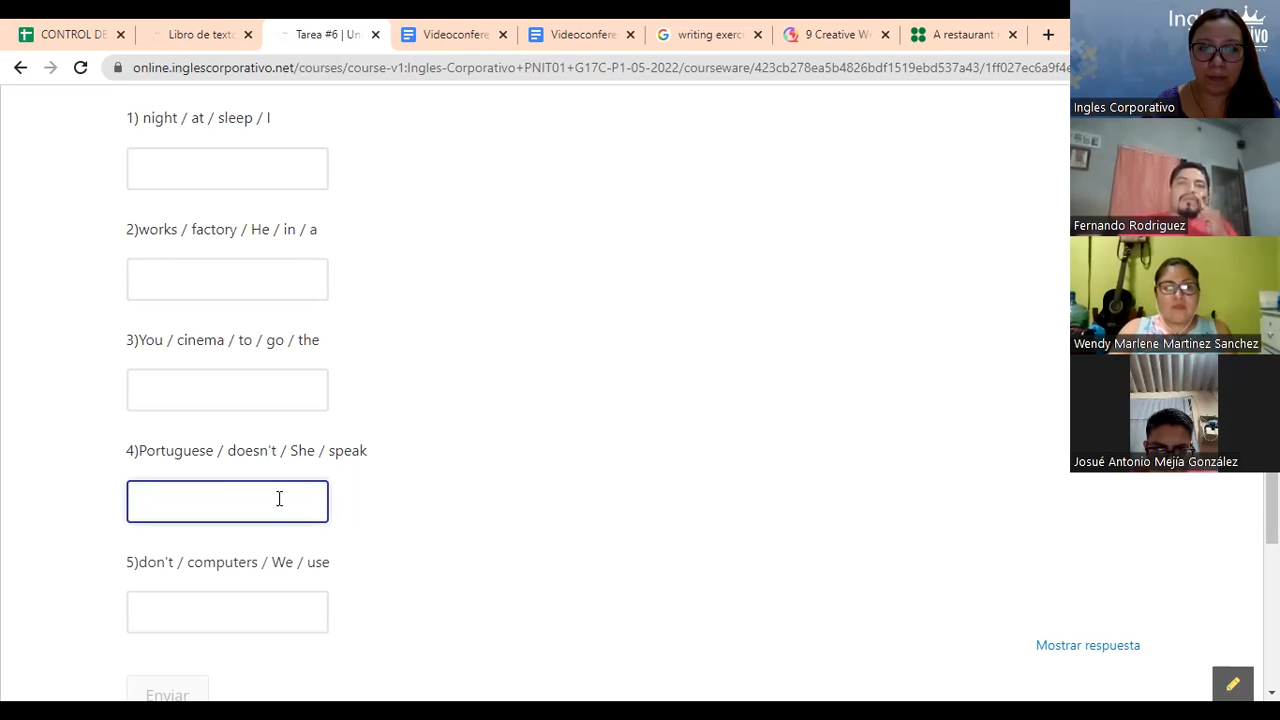 CONTROL DE
Libro de texto
Tarea #6 | Un
Videoconfere
Videoconfere
writing exerc
9 Creative W
A restaurant
online.inglescorporativo.net/courses/course-v1:Ingles-Corporativo+PNIT01+G17C-P1-05-2022/courseware/423cb278ea5b4826bdf1519ebd537a43/1ff027ec6a9f4e
1) night / at / sleep / I
2)works / factory / He / in / a
3)You / cinema / to / go / the
4)Portuguese / doesn't / She / speak
5)don't / computers / We / use
Mostrar respuesta
Enviar
Ingles Corporativo
Fernando Rodriguez
Wendy Marlene Martinez Sanchez
Josué Antonio Mejía González